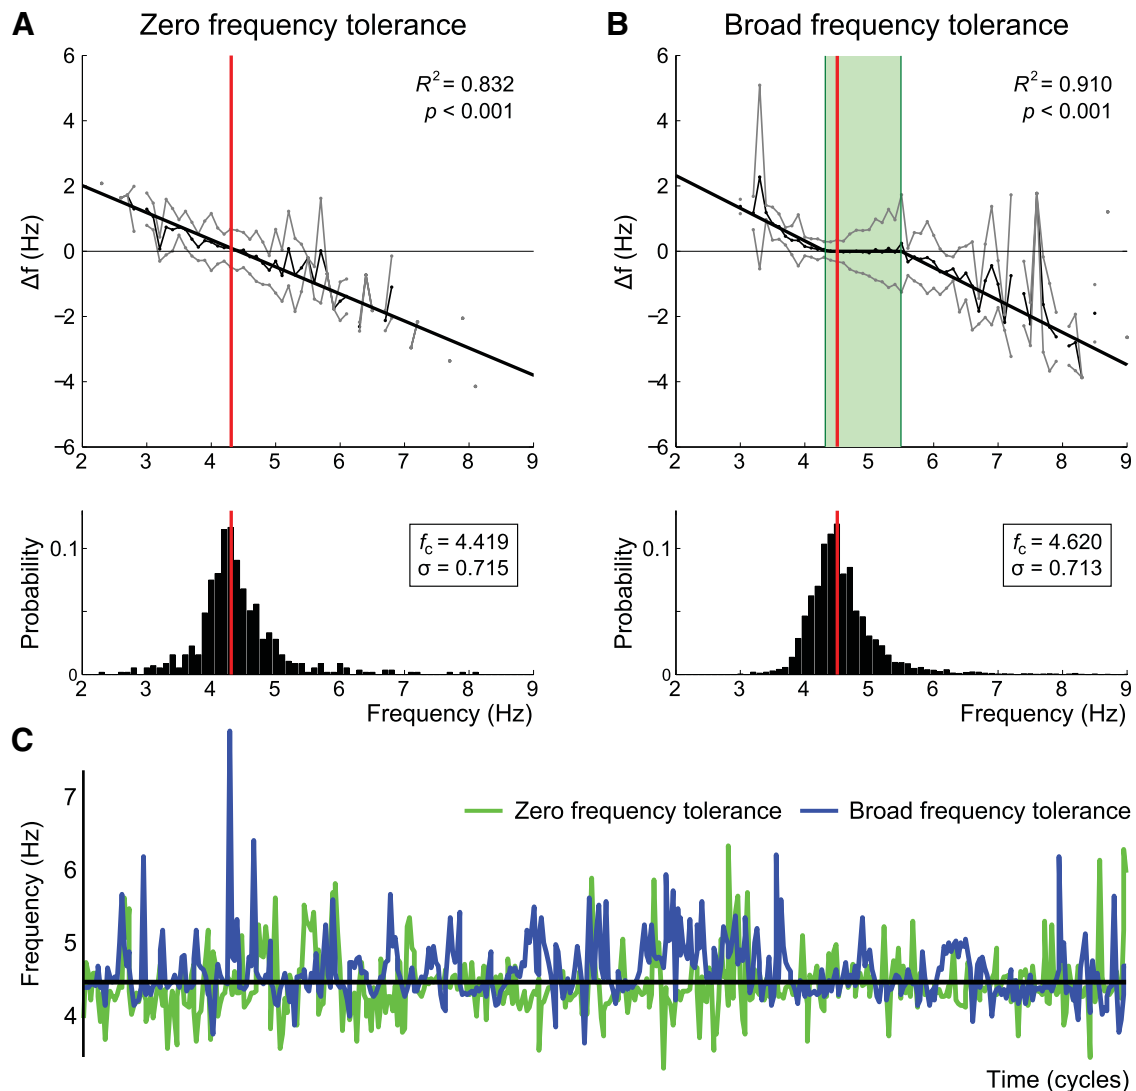 A Zero frequency tolerance
R² = 0.832
p < 0.001
Δf (Hz)
6
4
2
0
−2
−4
−6
2 3 4 5 6 7 8 9
B Broad frequency tolerance
R² = 0.910
p < 0.001
Δf (Hz)
6
4
2
0
−2
−4
−6
2 3 4 5 6 7 8 9
Probability
0.1
0
fc = 4.419
σ = 0.715
2 3 4 5 6 7 8 9
Frequency (Hz)
Probability
0.1
0
fc = 4.620
σ = 0.713
2 3 4 5 6 7 8 9
Frequency (Hz)
C
Frequency (Hz)
7
6
5
4
Zero frequency tolerance
Broad frequency tolerance
Time (cycles)